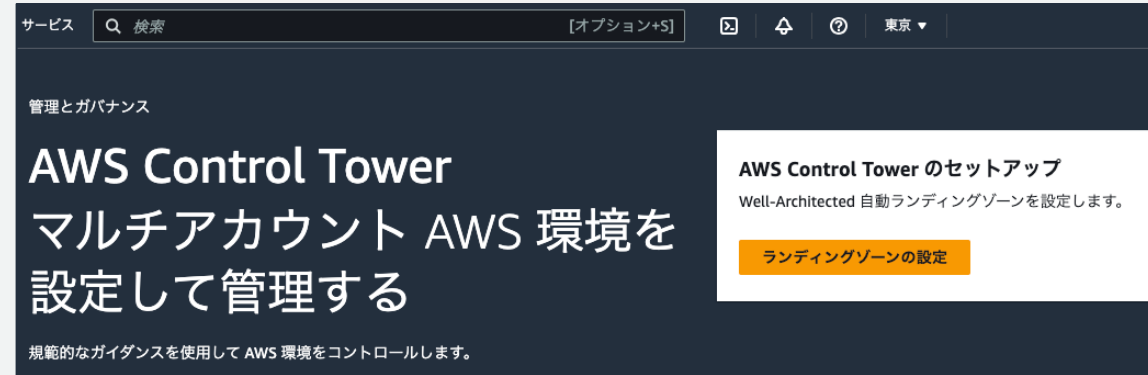 サービス 検索 [オプション+S] 東京 ▼
管理とガバナンス
AWS Control Tower
マルチアカウント AWS 環境を
設定して管理する
規範的なガイダンスを使用して AWS 環境をコントロールします。
AWS Control Tower のセットアップ
Well-Architected 自動ランディングゾーンを設定します。
ランディングゾーンの設定